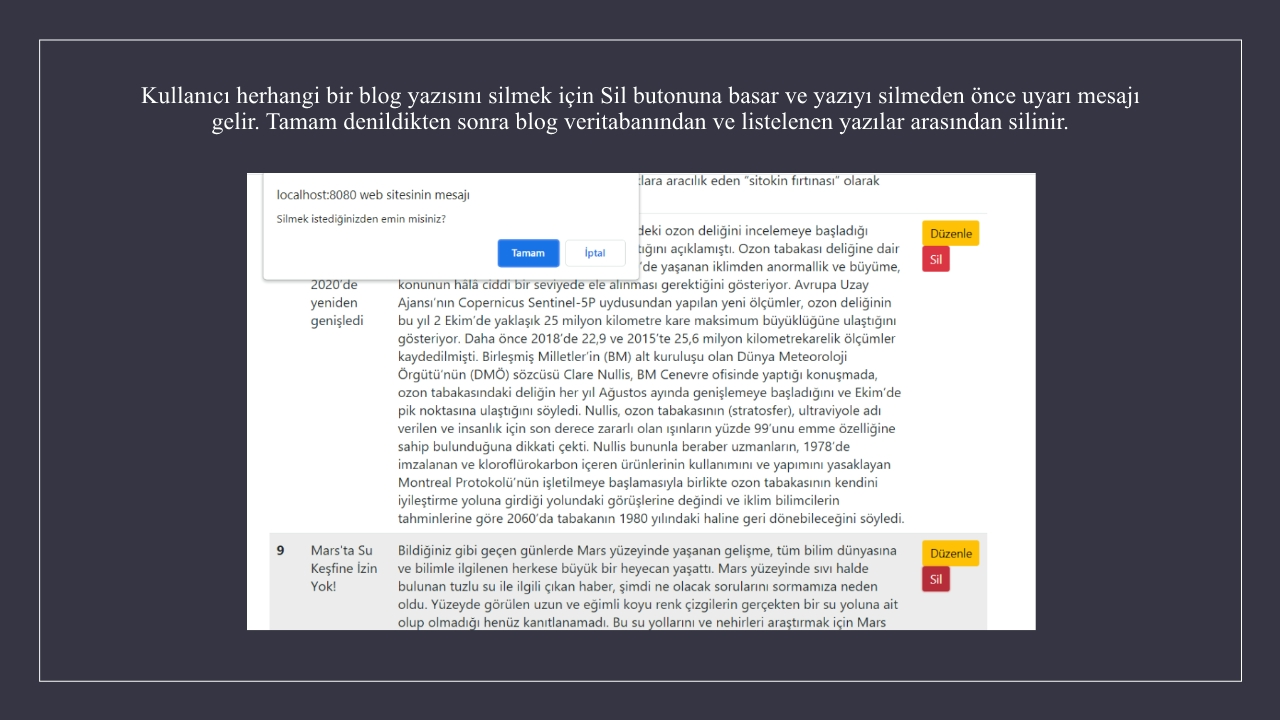 Kullanıcı herhangi bir blog yazısını silmek için Sil butonuna basar ve yazıyı silmeden önce uyarı mesajı
gelir. Tamam denildikten sonra blog veritabanından ve listelenen yazılar arasından silinir.
localhost:8080 web sitesinin mesajı
Silmek istediğinizden emin misiniz?
Tamam
İptal
aracılık eden “sitokin fırtınası” olarak
2020'de
yeniden
genişledi
ozon deliğini incelemeye başladığı
açıklamıştı. Ozon tabakası deliğine dair
'de yaşanan iklimden anormallik ve büyüme,
konunun hâlâ ciddi bir seviyede ele alınması gerektiğini gösteriyor. Avrupa Uzay
Ajansı'nın Copernicus Sentinel-5P uydusundan yapılan yeni ölçümler, ozon deliğinin
bu yıl 2 Ekim'de yaklaşık 25 milyon kilometre kare maksimum büyüklüğüne ulaştığını
gösteriyor. Daha önce 2018'de 22,9 ve 2015'te 25,6 milyon kilometrekarelik ölçümler
kaydedilmişti. Birleşmiş Milletler'in (BM) alt kuruluşu olan Dünya Meteoroloji
Örgütü'nün (DMÖ) sözcüsü Clare Nullis, BM Cenevre ofisinde yaptığı konuşmada,
ozon tabakasındaki deliğin her yıl Ağustos ayında genişlemeye başladığını ve Ekim'de
pik noktasına ulaştığını söyledi. Nullis, ozon tabakasının (stratosfer), ultraviyole adı
verilen ve insanlık için son derece zararlı olan ışınların yüzde 99'unu emme özelliğine
sahip bulunduğuna dikkati çekti. Nullis bununla beraber uzmanların, 1978'de
imzalanan ve kloroflürokarbon içeren ürünlerinin kullanımını ve yapımını yasaklayan
Montreal Protokolü'nün işletilmeye başlamasıyla birlikte ozon tabakasının kendini
iyileştirme yoluna girdiği yolundaki görüşlerine değindi ve iklim bilimcilerin
tahminlerine göre 2060'da tabakanın 1980 yılındaki haline geri dönebileceğini söyledi.
Düzenle
Sil
9
Mars'ta Su
Keşfine İzin
Yok!
Bildiğiniz gibi geçen günlerde Mars yüzeyinde yaşanan gelişme, tüm bilim dünyasına
ve bilimle ilgilenen herkese büyük bir heyecan yaşattı. Mars yüzeyinde sıvı halde
bulunan tuzlu su ile ilgili çıkan haber, şimdi ne olacak sorularını sormamıza neden
oldu. Yüzeyde görülen uzun ve eğimli koyu renk çizgilerin gerçekten bir su yoluna ait
olup olmadığı henüz kanıtlanamadı. Bu su yollarını ve nehirleri araştırmak için Mars
Düzenle
Sil